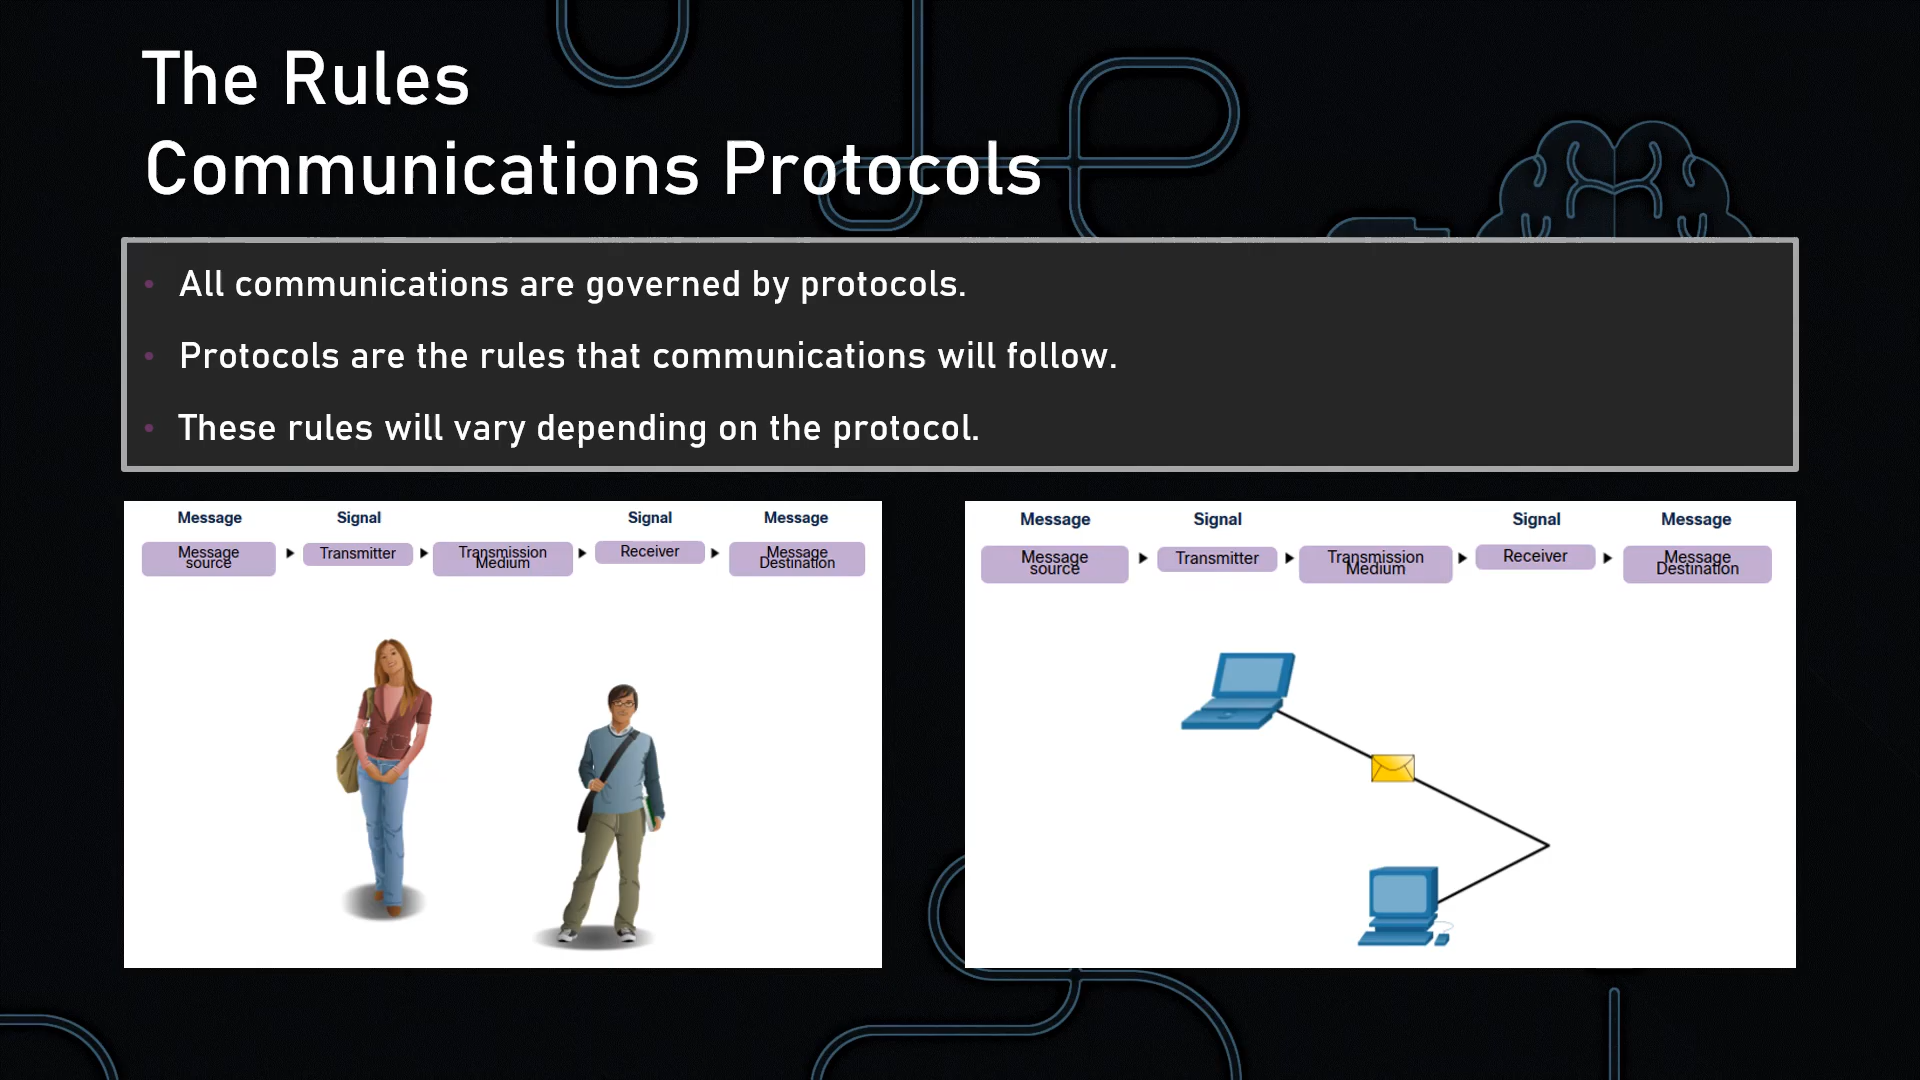 The Rules
Communications Protocols
• All communications are governed by protocols.
• Protocols are the rules that communications will follow.
• These rules will vary depending on the protocol.
Message Signal Signal Message
Message source Transmitter Transmission Medium Receiver Message Destination
Message Signal Signal Message
Message source Transmitter Transmission Medium Receiver Message Destination